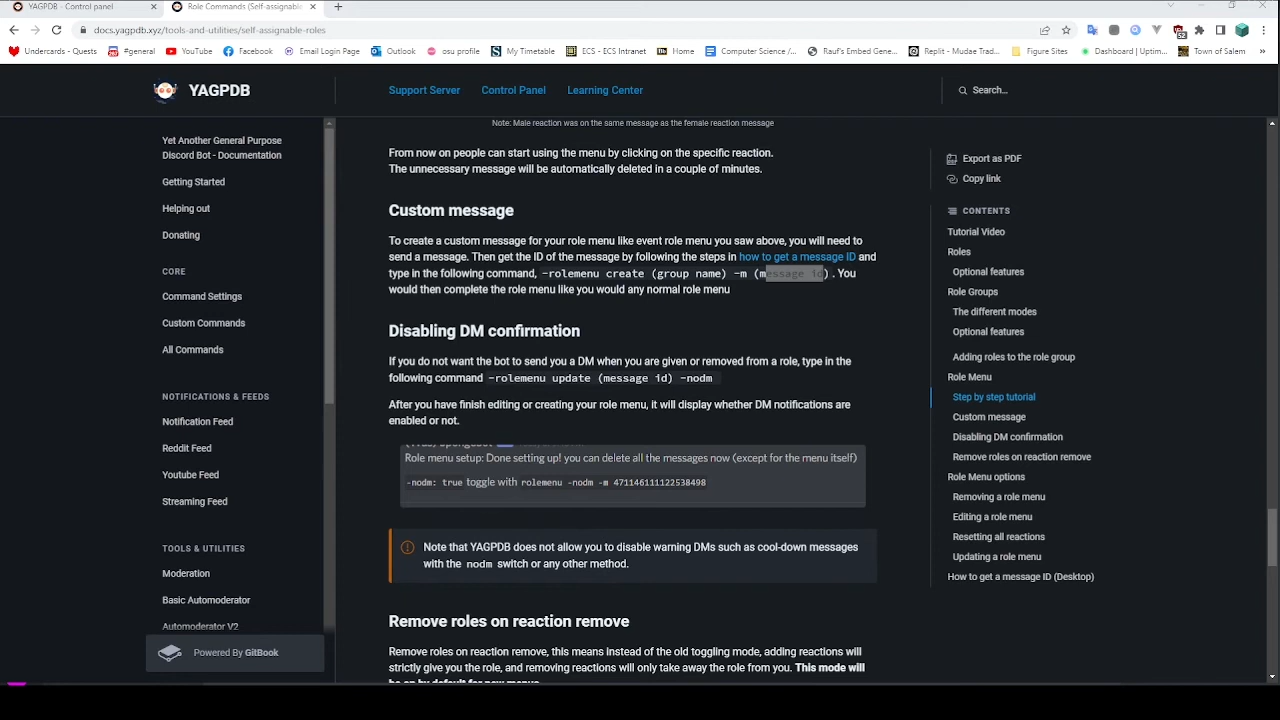 YAGPDB - Control panel
Role Commands (Self-assignable
docs.yagpdb.xyz/tools-and-utilities/self-assignable-roles
52
Undercards - Quests
#general
YouTube
Facebook
Email Login Page
Outlook
osu profile
My Timetable
ECS - ECS Intranet
Home
Computer Science /...
Rauf's Embed Gene...
Replit - Mudae Trad...
Figure Sites
Dashboard | Uptim...
Town of Salem
YAGPDB
Support Server
Control Panel
Learning Center
Search...
Yet Another General Purpose
Discord Bot - Documentation
Getting Started
Helping out
Donating
CORE
Command Settings
Custom Commands
All Commands
NOTIFICATIONS & FEEDS
Notification Feed
Reddit Feed
Youtube Feed
Streaming Feed
TOOLS & UTILITIES
Moderation
Basic Automoderator
Automoderator V2
Powered By GitBook
Note: Male reaction was on the same message as the female reaction message
From now on people can start using the menu by clicking on the specific reaction.
The unnecessary message will be automatically deleted in a couple of minutes.
Custom message
To create a custom message for your role menu like event role menu you saw above, you will need to
send a message. Then get the ID of the message by following the steps in how to get a message ID and
type in the following command, -rolemenu create (group name) -m (message id) . You
would then complete the role menu like you would any normal role menu
Disabling DM confirmation
If you do not want the bot to send you a DM when you are given or removed from a role, type in the
following command -rolemenu update (message id) -nodm
After you have finish editing or creating your role menu, it will display whether DM notifications are
enabled or not.
Role menu setup: Done setting up! you can delete all the messages now (except for the menu itself)
-nodm: true toggle with rolemenu -nodm -m 471146111122538498
Note that YAGPDB does not allow you to disable warning DMs such as cool-down messages
with the nodm switch or any other method.
Remove roles on reaction remove
Remove roles on reaction remove, this means instead of the old toggling mode, adding reactions will
strictly give you the role, and removing reactions will only take away the role from you. This mode will
be on by default for new menus.
Export as PDF
Copy link
CONTENTS
Tutorial Video
Roles
Optional features
Role Groups
The different modes
Optional features
Adding roles to the role group
Role Menu
Step by step tutorial
Custom message
Disabling DM confirmation
Remove roles on reaction remove
Role Menu options
Removing a role menu
Editing a role menu
Resetting all reactions
Updating a role menu
How to get a message ID (Desktop)